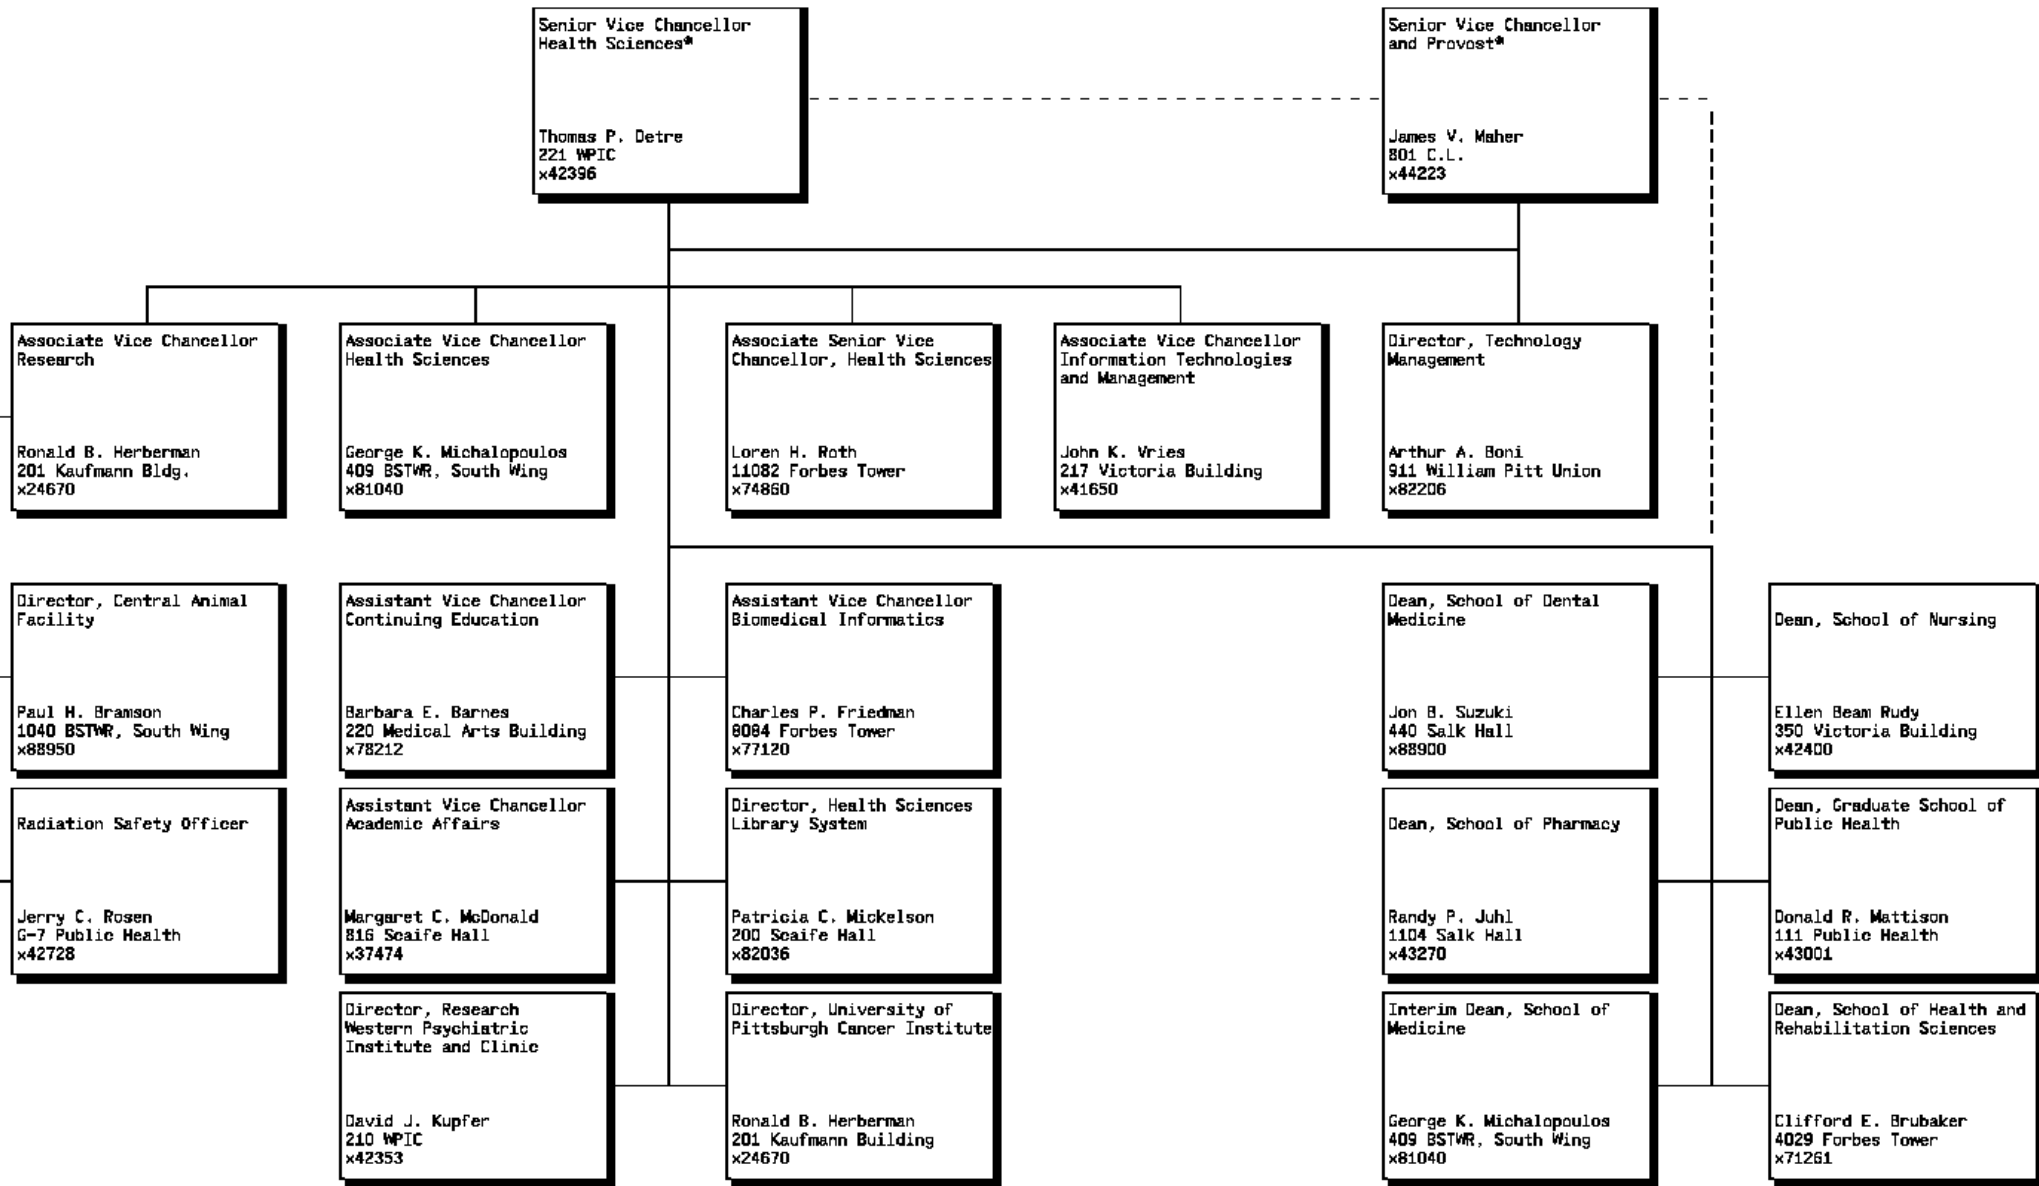 Senior Vice Chancellor
Health Sciences*
Thomas P. Detre
221 WPIC
x42396
Senior Vice Chancellor
and Provost*
James V. Maher
801 C.L.
x44223
Associate Vice Chancellor
Research
Ronald B. Herberman
201 Kaufmann Bldg.
x24670
Associate Vice Chancellor
Health Sciences
George K. Michalopoulos
409 BSTWR, South Wing
x81040
Associate Senior Vice
Chancellor, Health Sciences
Loren H. Roth
11082 Forbes Tower
x74860
Associate Vice Chancellor
Information Technologies
and Management
John K. Vries
217 Victoria Building
x41650
Director, Technology
Management
Arthur A. Boni
911 William Pitt Union
x82206
Director, Central Animal
Facility
Paul H. Bramson
1040 BSTWR, South Wing
x88950
Assistant Vice Chancellor
Continuing Education
Barbara E. Barnes
220 Medical Arts Building
x78212
Assistant Vice Chancellor
Biomedical Informatics
Charles P. Friedman
8084 Forbes Tower
x77120
Dean, School of Dental
Medicine
Jon B. Suzuki
440 Salk Hall
x88900
Dean, School of Nursing
Ellen Beam Rudy
350 Victoria Building
x42400
Radiation Safety Officer
Jerry C. Rosen
G-7 Public Health
x42728
Assistant Vice Chancellor
Academic Affairs
Margaret C. McDonald
816 Scaife Hall
x37474
Director, Health Sciences
Library System
Patricia C. Mickelson
200 Scaife Hall
x82036
Dean, School of Pharmacy
Randy P. Juhl
1104 Salk Hall
x43270
Dean, Graduate School of
Public Health
Donald R. Mattison
111 Public Health
x43001
Director, Research
Western Psychiatric
Institute and Clinic
David J. Kupfer
210 WPIC
x42353
Director, University of
Pittsburgh Cancer Institute
Ronald B. Herberman
201 Kaufmann Building
x24670
Interim Dean, School of
Medicine
George K. Michalopoulos
409 BSTWR, South Wing
x81040
Dean, School of Health and
Rehabilitation Sciences
Clifford E. Brubaker
4029 Forbes Tower
x71261